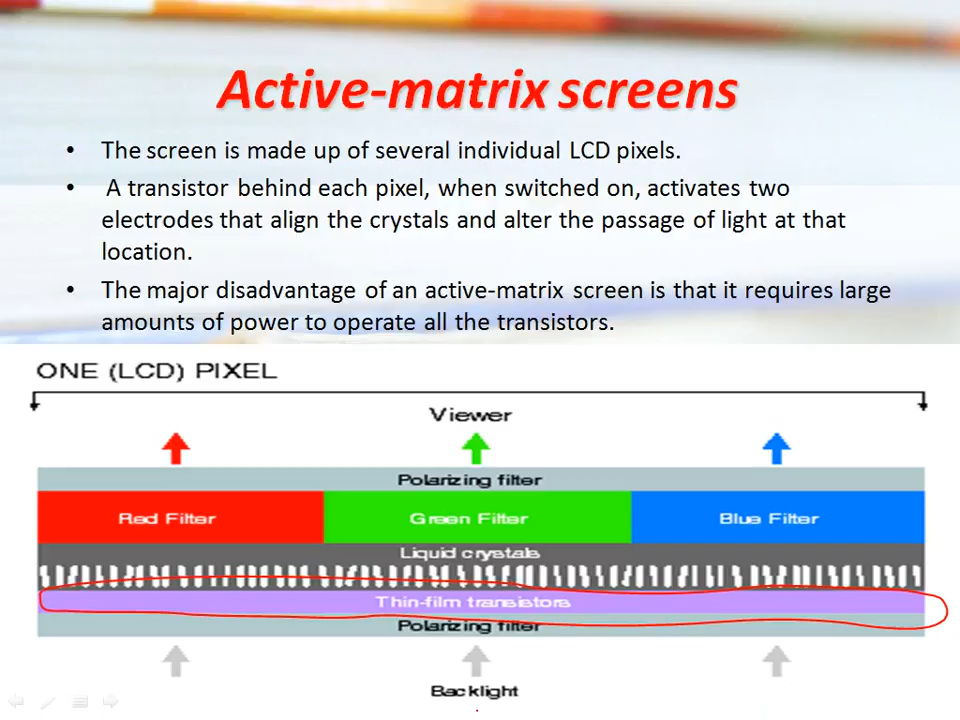 Active-matrix screens
• The screen is made up of several individual LCD pixels.
• A transistor behind each pixel, when switched on, activates two
electrodes that align the crystals and alter the passage of light at that
location.
• The major disadvantage of an active-matrix screen is that it requires large
amounts of power to operate all the transistors.
ONE (LCD) PIXEL
Viewer
Polarizing filter
Red Filter Green Filter Blue Filter
Liquid crystals
Thin-film transistors
Polarizing filter
Backlight